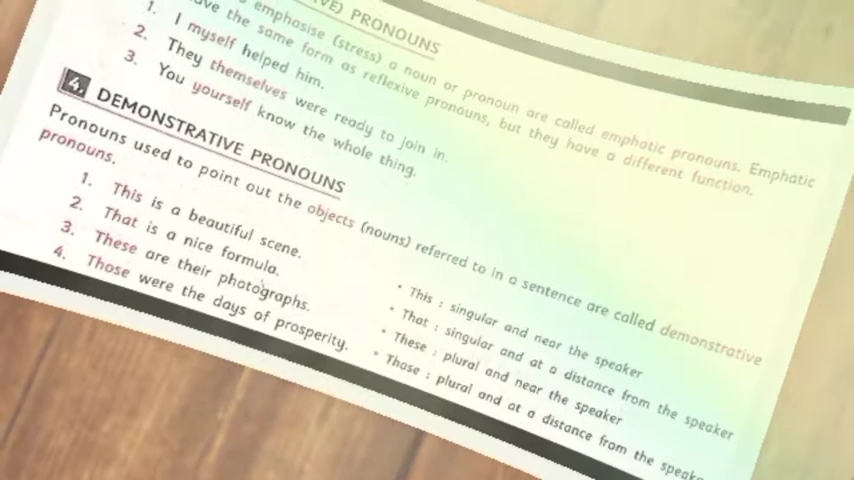 VE) PRONOUNS
emphasise (stress) a noun or pronoun are called emphatic pronouns. Emphatic
have the same form as reflexive pronouns, but they have a different function.
1. I myself helped him.
2. They themselves were ready to join in.
3. You yourself know the whole thing.
4. DEMONSTRATIVE PRONOUNS
Pronouns used to point out the objects (nouns) referred to in a sentence are called demonstrative
pronouns.
1. This is a beautiful scene.
2. That is a nice formula.
3. These are their photographs.
4. Those were the days of prosperity.
• This : singular and near the speaker
• That : singular and at a distance from the speaker
• These : plural and near the speaker
• Those : plural and at a distance from the speake